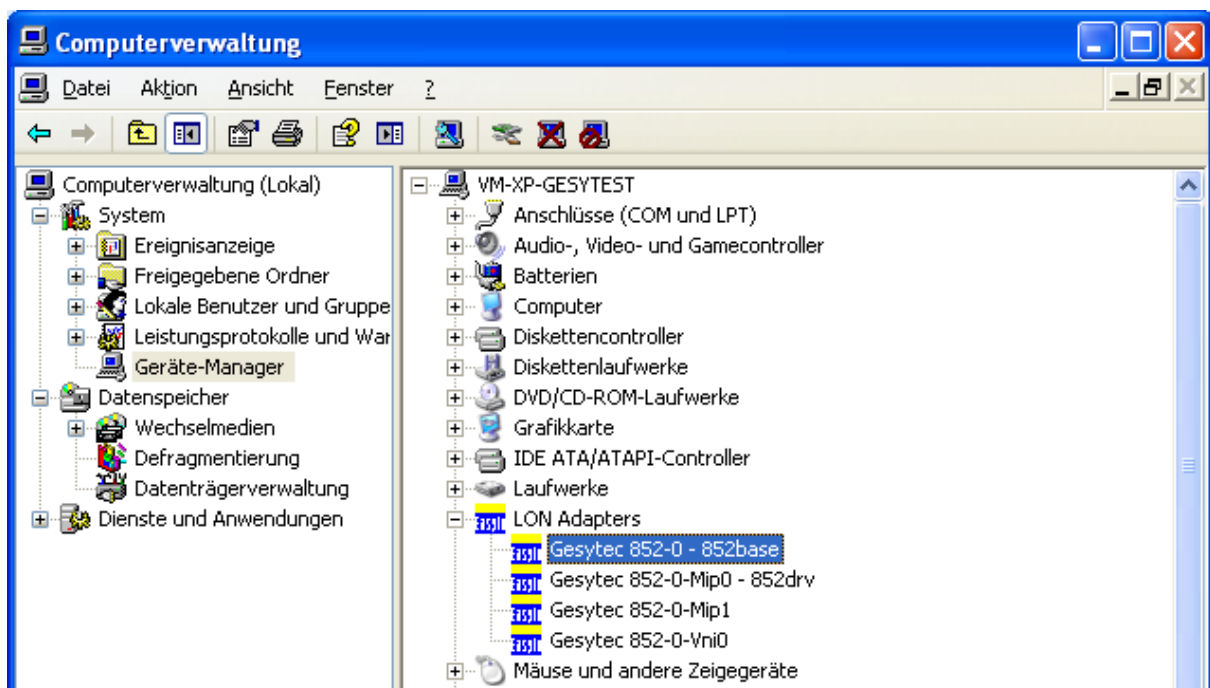 Computerverwaltung
Datei Aktion Ansicht Fenster ?
Computerverwaltung (Lokal)
System
Ereignisanzeige
Freigegebene Ordner
Lokale Benutzer und Gruppe
Leistungsprotokolle und War
Geräte-Manager
Datenspeicher
Wechselmedien
Defragmentierung
Datenträgerverwaltung
Dienste und Anwendungen
VM-XP-GESYTEST
Anschlüsse (COM und LPT)
Audio-, Video- und Gamecontroller
Batterien
Computer
Diskettencontroller
Diskettenlaufwerke
DVD/CD-ROM-Laufwerke
Grafikkarte
IDE ATA/ATAPI-Controller
Laufwerke
LON Adapters
Gesytec 852-0 - 852base
Gesytec 852-0-Mip0 - 852drv
Gesytec 852-0-Mip1
Gesytec 852-0-Vni0
Mäuse und andere Zeigegeräte